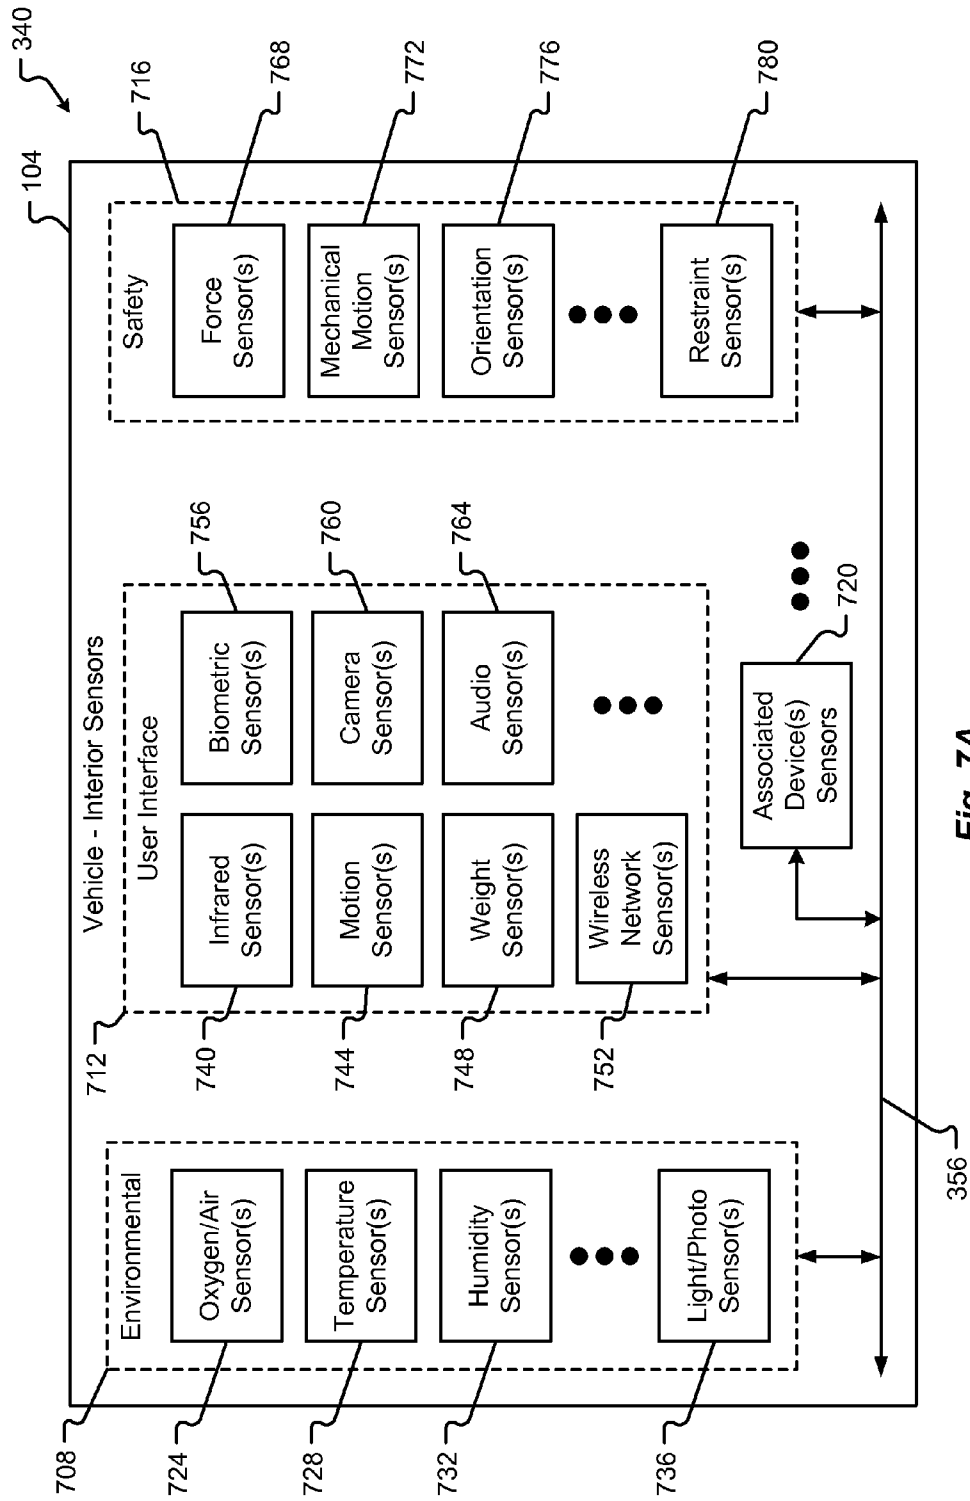 340
104
Vehicle - Interior Sensors
708
Environmental
724
Oxygen/Air
Sensor(s)
728
Temperature
Sensor(s)
732
Humidity
Sensor(s)
736
Light/Photo
Sensor(s)
712
User Interface
740
Infrared
Sensor(s)
756
Biometric
Sensor(s)
744
Motion
Sensor(s)
760
Camera
Sensor(s)
748
Weight
Sensor(s)
764
Audio
Sensor(s)
752
Wireless
Network
Sensor(s)
716
Safety
768
Force
Sensor(s)
772
Mechanical
Motion
Sensor(s)
776
Orientation
Sensor(s)
780
Restraint
Sensor(s)
720
Associated
Device(s)
Sensors
356
Fig. 7A